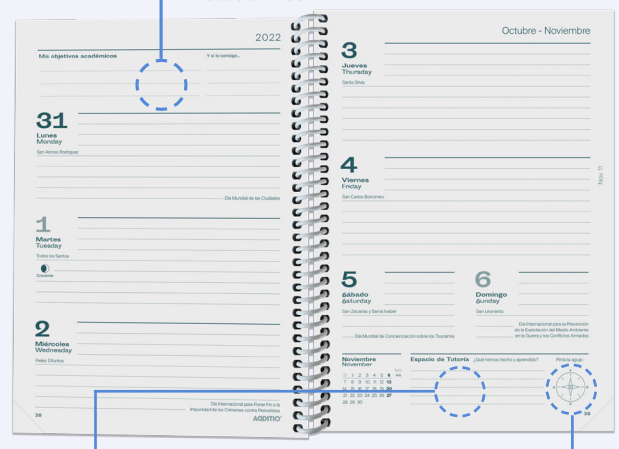 2022
Mis objetivos académicos
Y si lo consigo...
31
Lunes
Monday
San Alonso Rodríguez
Día Mundial de las Ciudades
1
Martes
Tuesday
Todos los Santos
Creciente
2
Miércoles
Wednesday
Fieles Difuntos
Día Internacional para Poner Fin a la
Impunidad de los Crímenes contra Periodistas
ADDITIO
38
Octubre - Noviembre
3
Jueves
Thursday
Santa Silvia
4
Viernes
Friday
San Carlos Borromeo
Nov 11
5
Sábado
Saturday
San Zacarías y Santa Isabel
Día Mundial de Concienciación sobre los Tsunamis
6
Domingo
Sunday
San Leonardo
Día Internacional para la Prevención
de la Explotación del Medio Ambiente
en la Guerra y los Conflictos Armados
Noviembre
November
1 2 3 4 5 6
7 8 9 10 11 12 13
14 15 16 17 18 19 20
21 22 23 24 25 26 27
28 29 30
Espacio de Tutoría ¿Qué hemos hecho y aprendido?
Pinta la aguja:
39